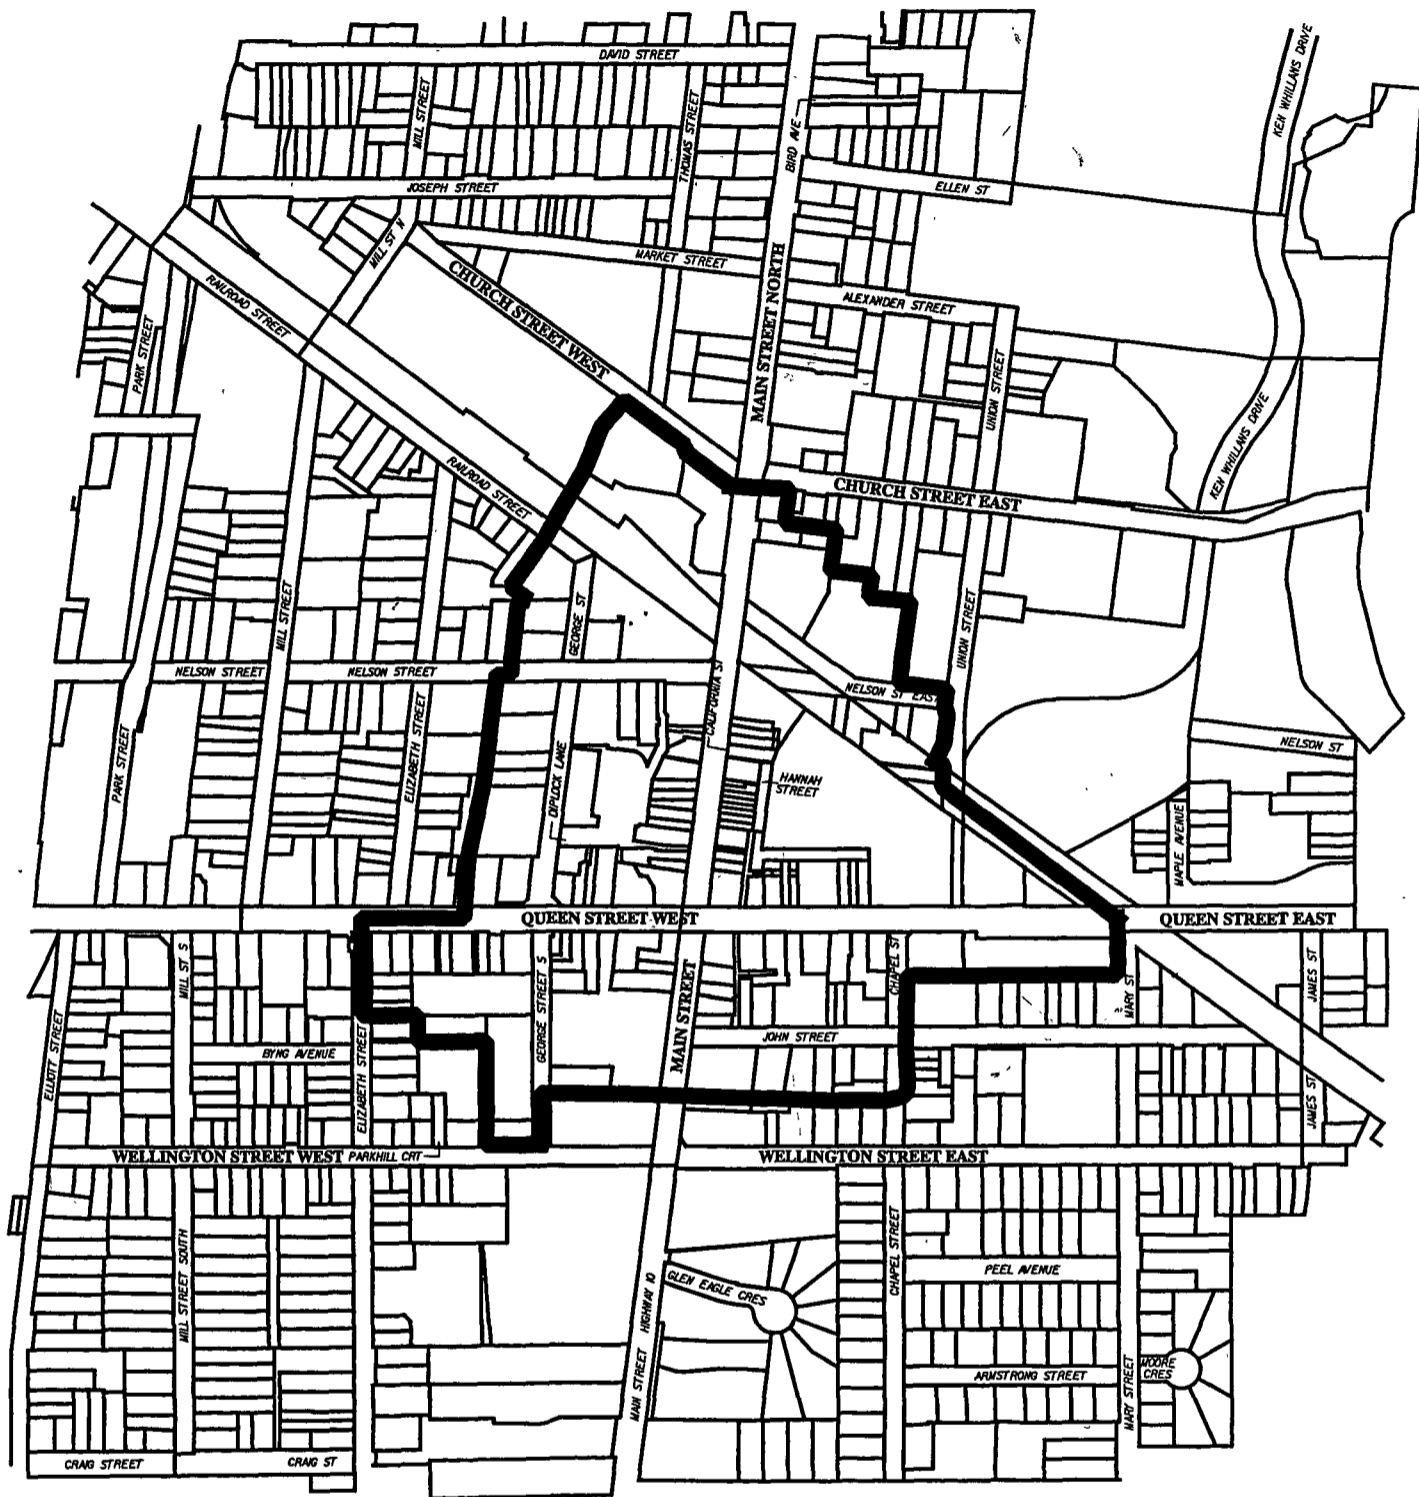 DAVID STREET
KEN WHILLANS DRIVE
MILL STREET
THOMAS STREET
BIRD AVE
JOSEPH STREET
ELLEN ST
MILL ST N
MARKET STREET
CHURCH STREET WEST
MAIN STREET NORTH
ALEXANDER STREET
RAILROAD STREET
PARK STREET
UNION STREET
KEN WHILLANS DRIVE
RAILROAD STREET
CHURCH STREET EAST
MILL STREET
GEORGE ST
UNION STREET
NELSON STREET
NELSON STREET
CALIFORNIA ST
NELSON ST EAST
NELSON ST
PARK STREET
ELIZABETH STREET
DIPLOCK LANE
HANNAH
STREET
MAPLE AVENUE
QUEEN STREET WEST
QUEEN STREET EAST
MILL ST S
GEORGE STREET S
CHAPEL ST
MARY ST
JAMES ST
ELLIOTT STREET
BYNG AVENUE
ELIZABETH STREET
MAIN STREET
JOHN STREET
JAMES ST
WELLINGTON STREET WEST
PARKHILL CRT
WELLINGTON STREET EAST
MILL STREET SOUTH
CHAPEL STREET
GLEN EAGLE CRES
PEEL AVENUE
MAIN STREET HIGHWAY 10
ARMSTRONG STREET
MARY STREET
MOORE
CRES
CRAIG STREET
CRAIG ST